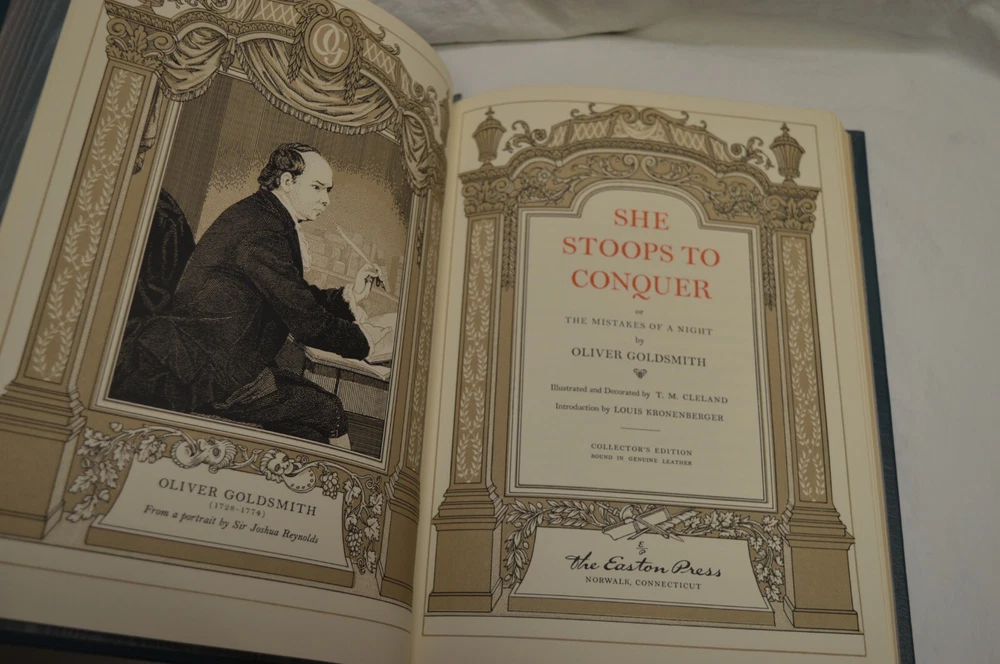 OG
OLIVER GOLDSMITH
(1728–1774)
From a portrait by Sir Joshua Reynolds
SHE
STOOPS TO
CONQUER
or
THE MISTAKES OF A NIGHT
by
OLIVER GOLDSMITH
Illustrated and Decorated by T. M. CLELAND
Introduction by LOUIS KRONENBERGER
COLLECTOR'S EDITION
BOUND IN GENUINE LEATHER
The Easton Press
NORWALK, CONNECTICUT